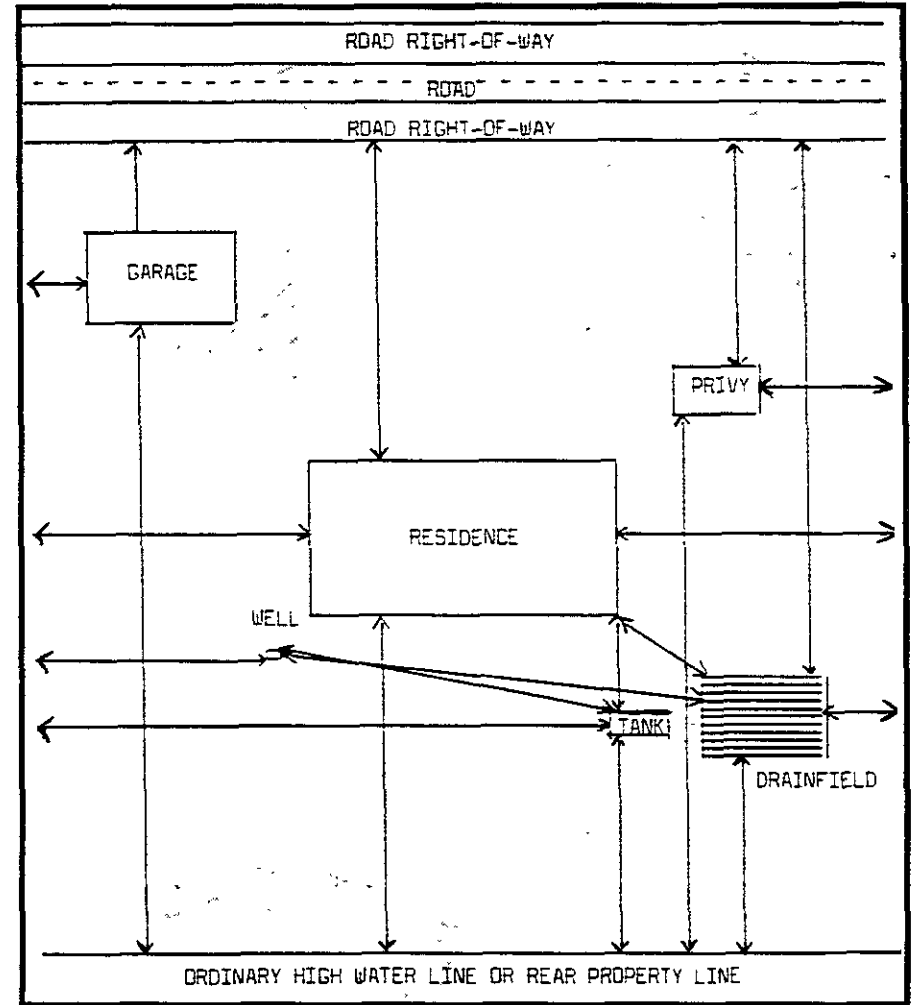 ROAD RIGHT-OF-WAY
ROAD
ROAD RIGHT-OF-WAY
GARAGE
PRIVY
RESIDENCE
WELL
TANK
DRAINFIELD
ORDINARY HIGH WATER LINE OR REAR PROPERTY LINE